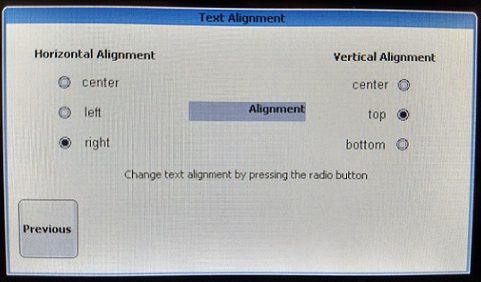 Text Alignment
Horizontal Alignment
Vertical Alignment
center
center
left
Alignment
top
right
bottom
Change text alignment by pressing the radio button
Previous